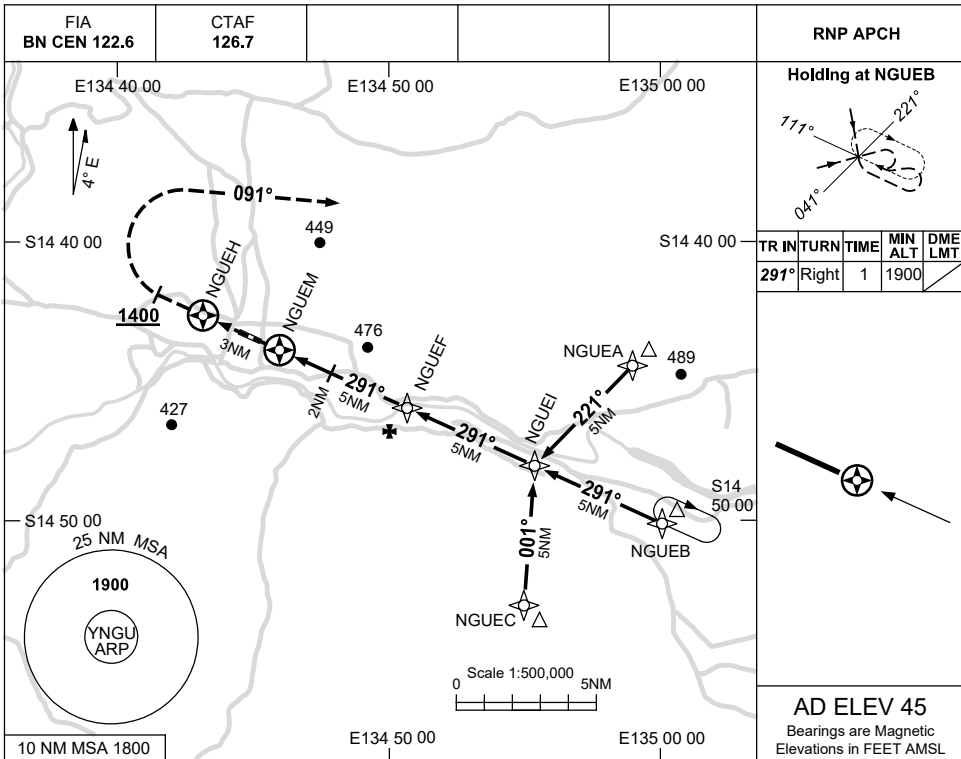 FIA
BN CEN 122.6
CTAF
126.7
RNP APCH
E134 40 00
E134 50 00
E135 00 00
Holding at NGUEB
111°
221°
041°
4° E
091°
449
S14 40 00
S14 40 00
TR IN TURN TIME MIN ALT DME LMT
291° Right 1 1900
NGUEH
NGUEM
1400
3NM
476
NGUEF
NGUEA
489
291°
5NM
2NM
427
NGUEI
221°
5NM
291°
5NM
291°
5NM
S14
50 00
S14 50 00
001°
5NM
NGUEB
25 NM MSA
1900
YNGU
ARP
NGUEC
Scale 1:500,000
0 5NM
10 NM MSA 1800
E134 50 00
E135 00 00
AD ELEV 45
Bearings are Magnetic
Elevations in FEET AMSL